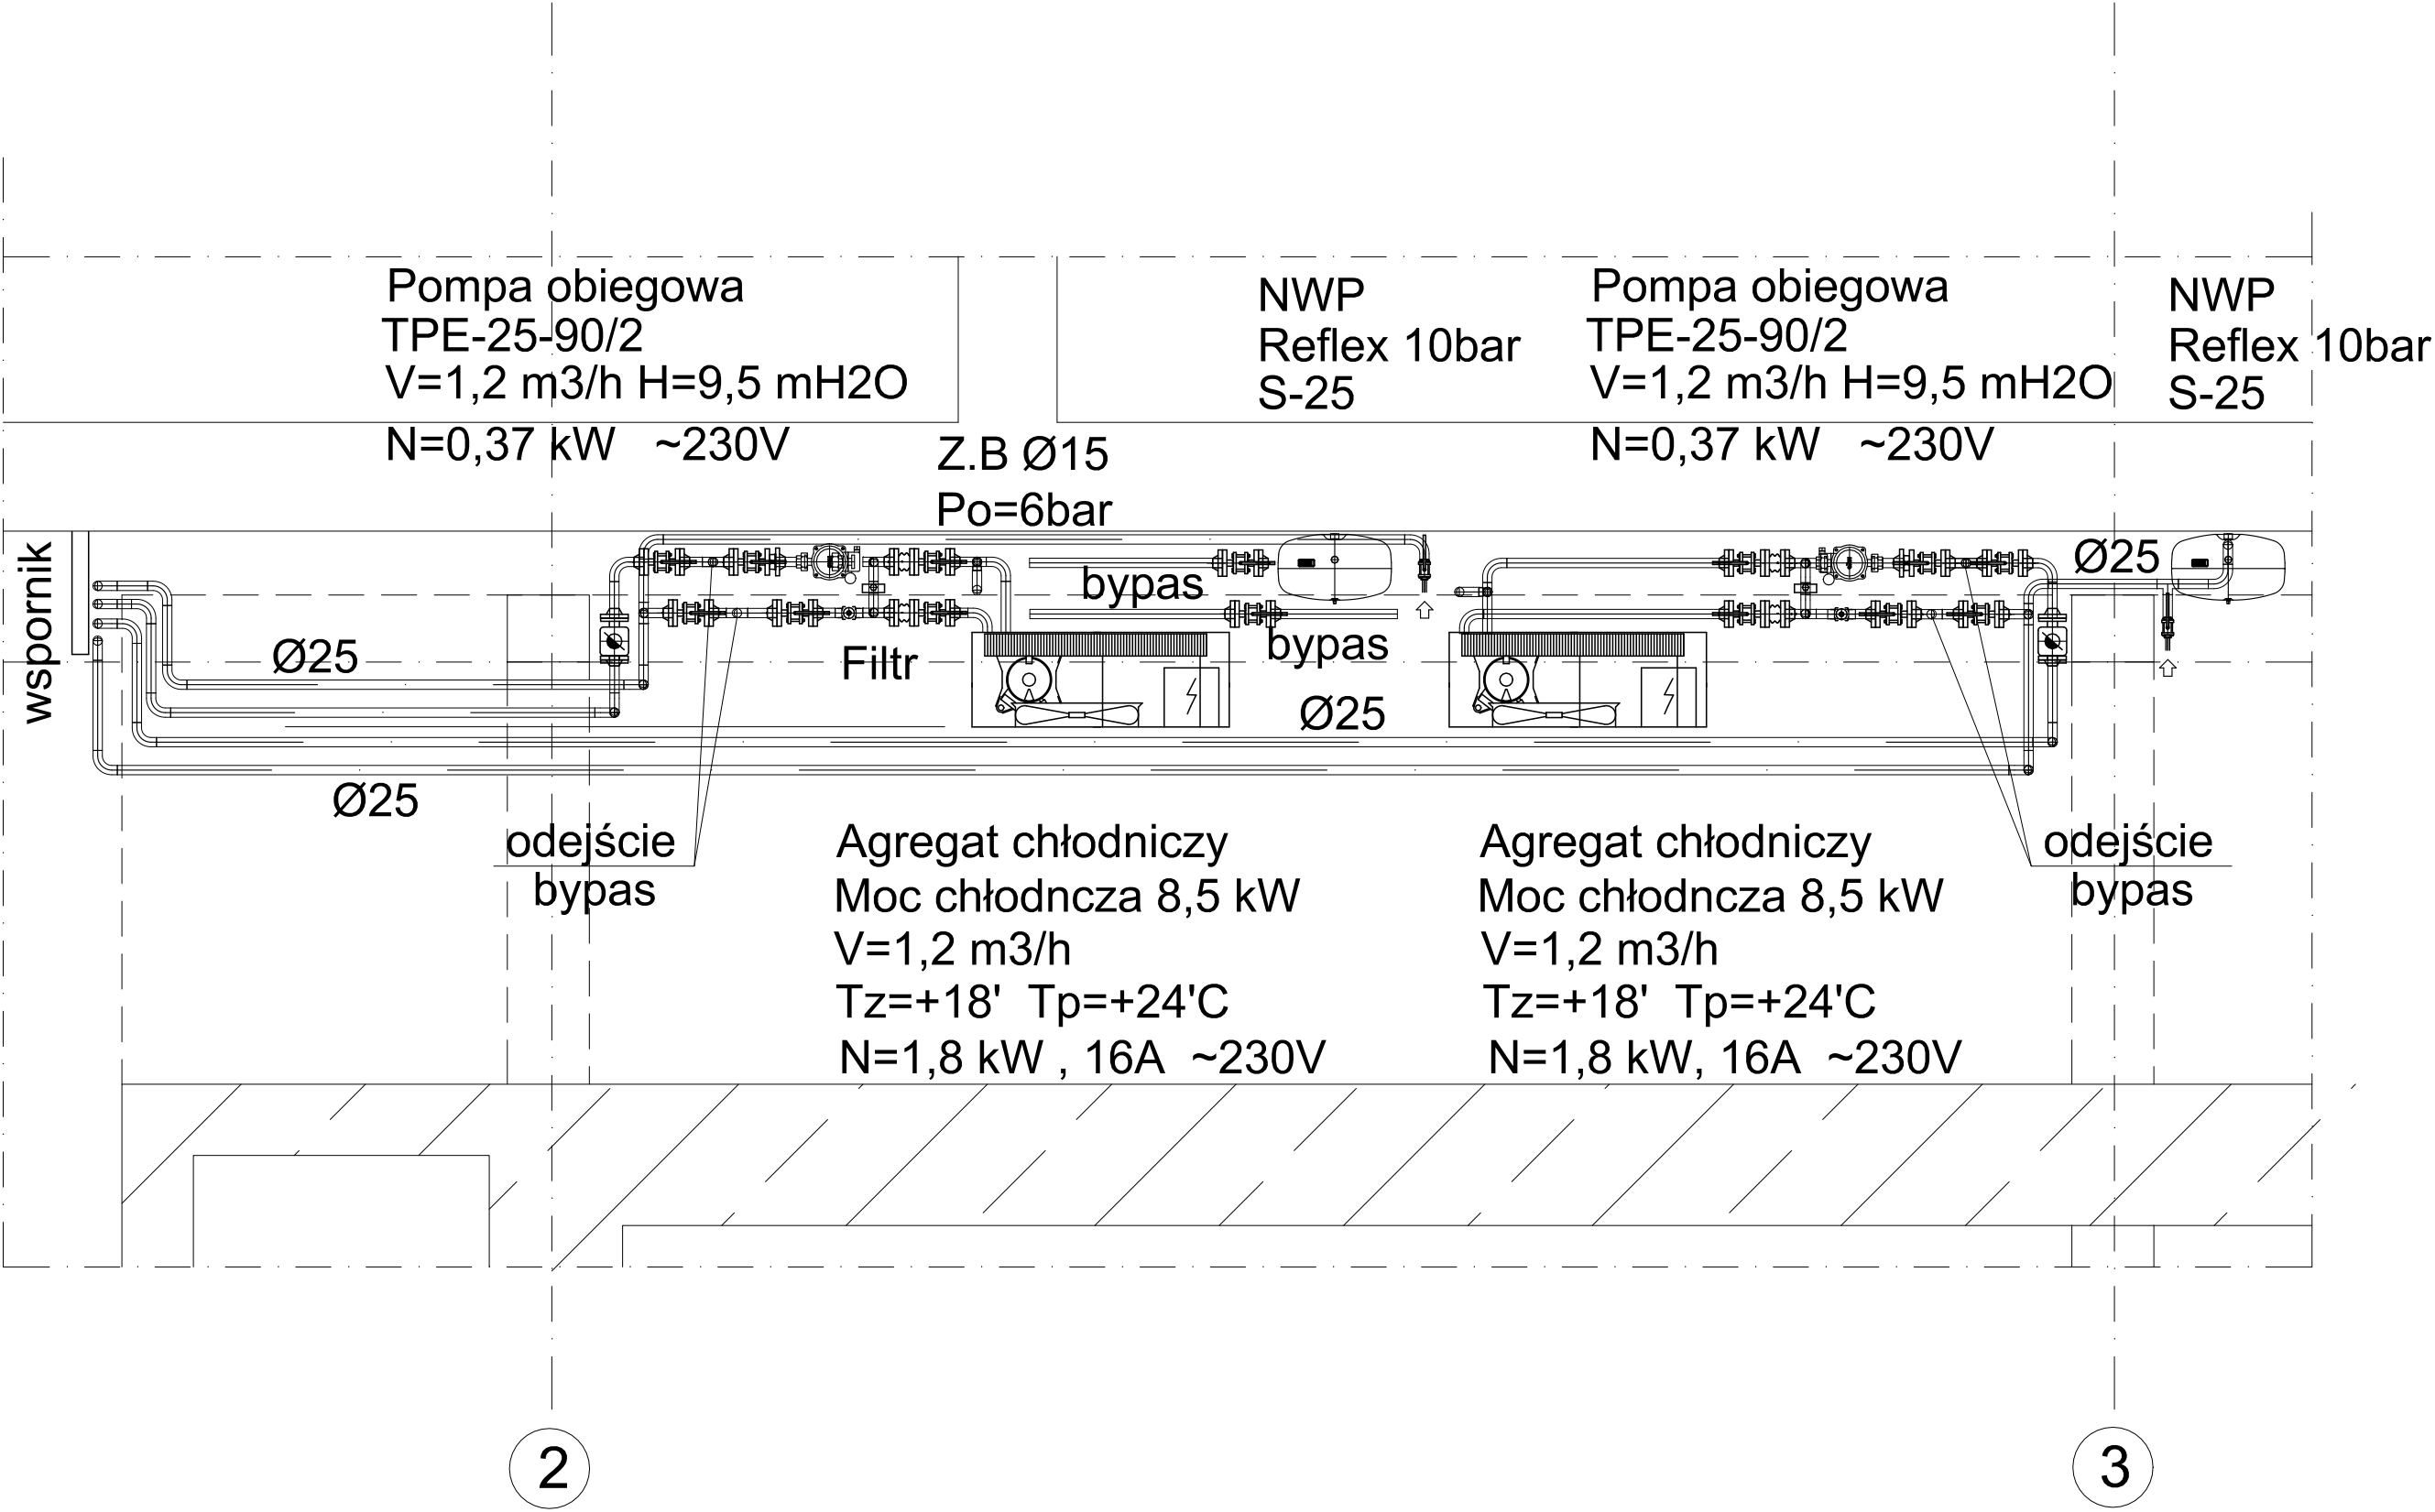 Pompa obiegowa
TPE-25-90/2
V=1,2 m3/h H=9,5 mH2O
N=0,37 kW ~230V
NWP
Reflex 10bar
S-25
Pompa obiegowa
TPE-25-90/2
V=1,2 m3/h H=9,5 mH2O
N=0,37 kW ~230V
NWP
Reflex 10bar
S-25
Z.B Ø15
Po=6bar
wspornik
Ø25
Filtr
bypas
bypas
Ø25
Ø25
Ø25
odejście
bypas
Agregat chłodniczy
Moc chłodncza 8,5 kW
V=1,2 m3/h
Tz=+18' Tp=+24'C
N=1,8 kW , 16A ~230V
Agregat chłodniczy
Moc chłodncza 8,5 kW
V=1,2 m3/h
Tz=+18' Tp=+24'C
N=1,8 kW, 16A ~230V
odejście
bypas
2
3